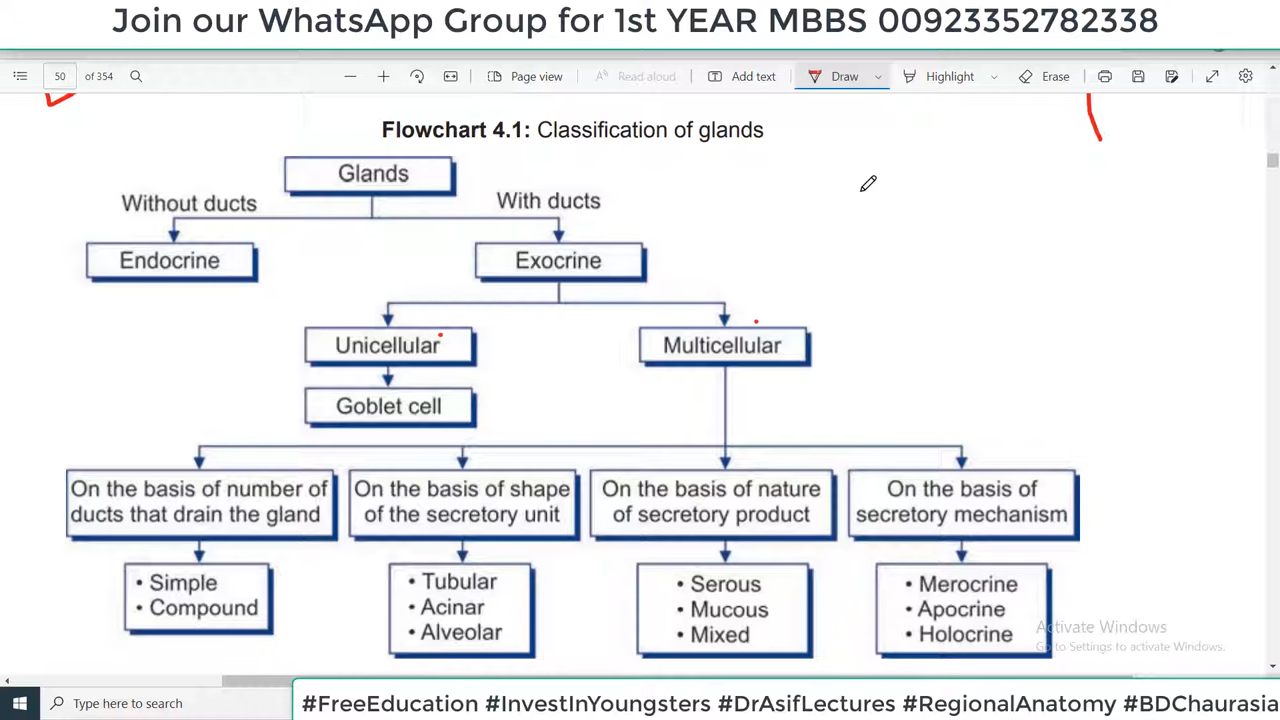 Join our WhatsApp Group for 1st YEAR MBBS 00923352782338
50 of 354
Page view
Read aloud
Add text
Draw
Highlight
Erase
Flowchart 4.1: Classification of glands
Glands
Without ducts
With ducts
Endocrine
Exocrine
Unicellular
Multicellular
Goblet cell
On the basis of number of
ducts that drain the gland
On the basis of shape
of the secretory unit
On the basis of nature
of secretory product
On the basis of
secretory mechanism
• Simple
• Compound
• Tubular
• Acinar
• Alveolar
• Serous
• Mucous
• Mixed
• Merocrine
• Apocrine
• Holocrine
Activate Windows
Go to Settings to activate Windows.
Type here to search
#FreeEducation #InvestInYoungsters #DrAsifLectures #RegionalAnatomy #BDChaurasia